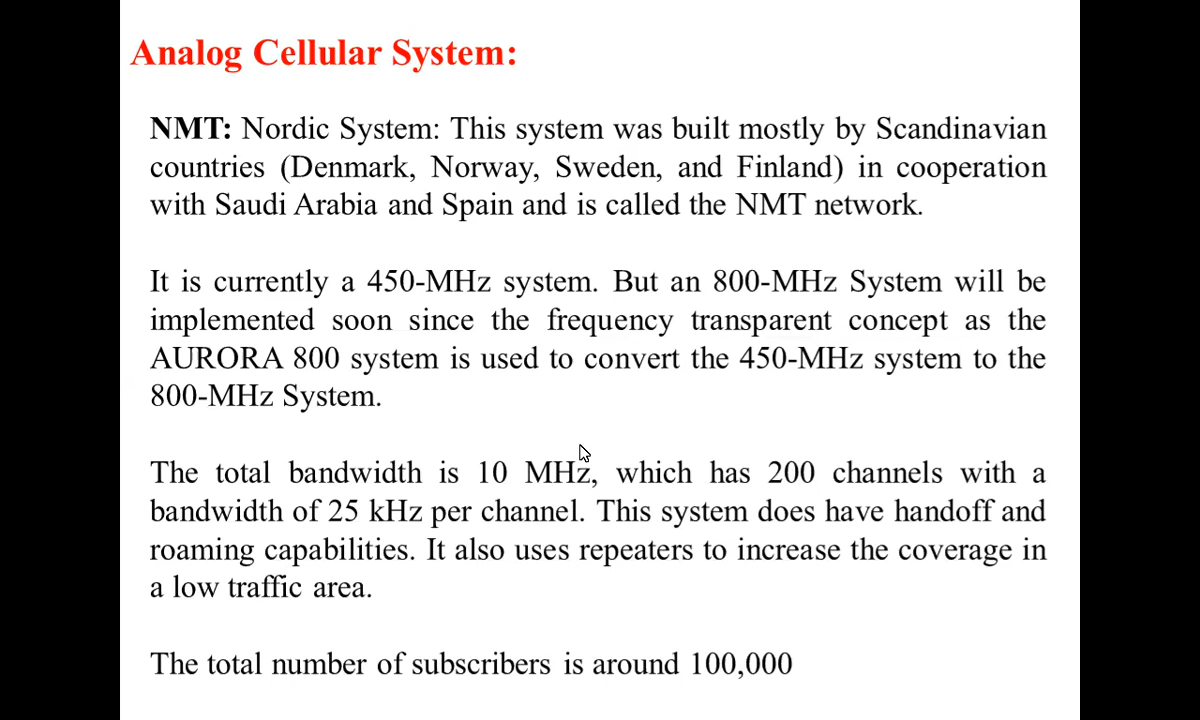 Analog Cellular System:
NMT: Nordic System: This system was built mostly by Scandinavian
countries (Denmark, Norway, Sweden, and Finland) in cooperation
with Saudi Arabia and Spain and is called the NMT network.
It is currently a 450-MHz system. But an 800-MHz System will be
implemented soon since the frequency transparent concept as the
AURORA 800 system is used to convert the 450-MHz system to the
800-MHz System.
The total bandwidth is 10 MHz, which has 200 channels with a
bandwidth of 25 kHz per channel. This system does have handoff and
roaming capabilities. It also uses repeaters to increase the coverage in
a low traffic area.
The total number of subscribers is around 100,000